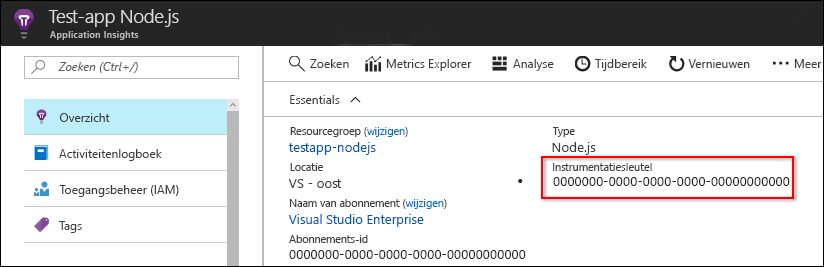 Test-app Node.js
Application Insights
Zoeken (Ctrl+/)
Overzicht
Activiteitenlogboek
Toegangsbeheer (IAM)
Tags
Zoeken Metrics Explorer Analyse Tijdbereik Vernieuwen Meer
Essentials
Resourcegroep (wijzigen)
testapp-nodejs
Locatie
VS - oost
Naam van abonnement (wijzigen)
Visual Studio Enterprise
Abonnements-id
0000000-0000-0000-0000-00000000000
Type
Node.js
Instrumentatiesleutel
0000000-0000-0000-0000-00000000000